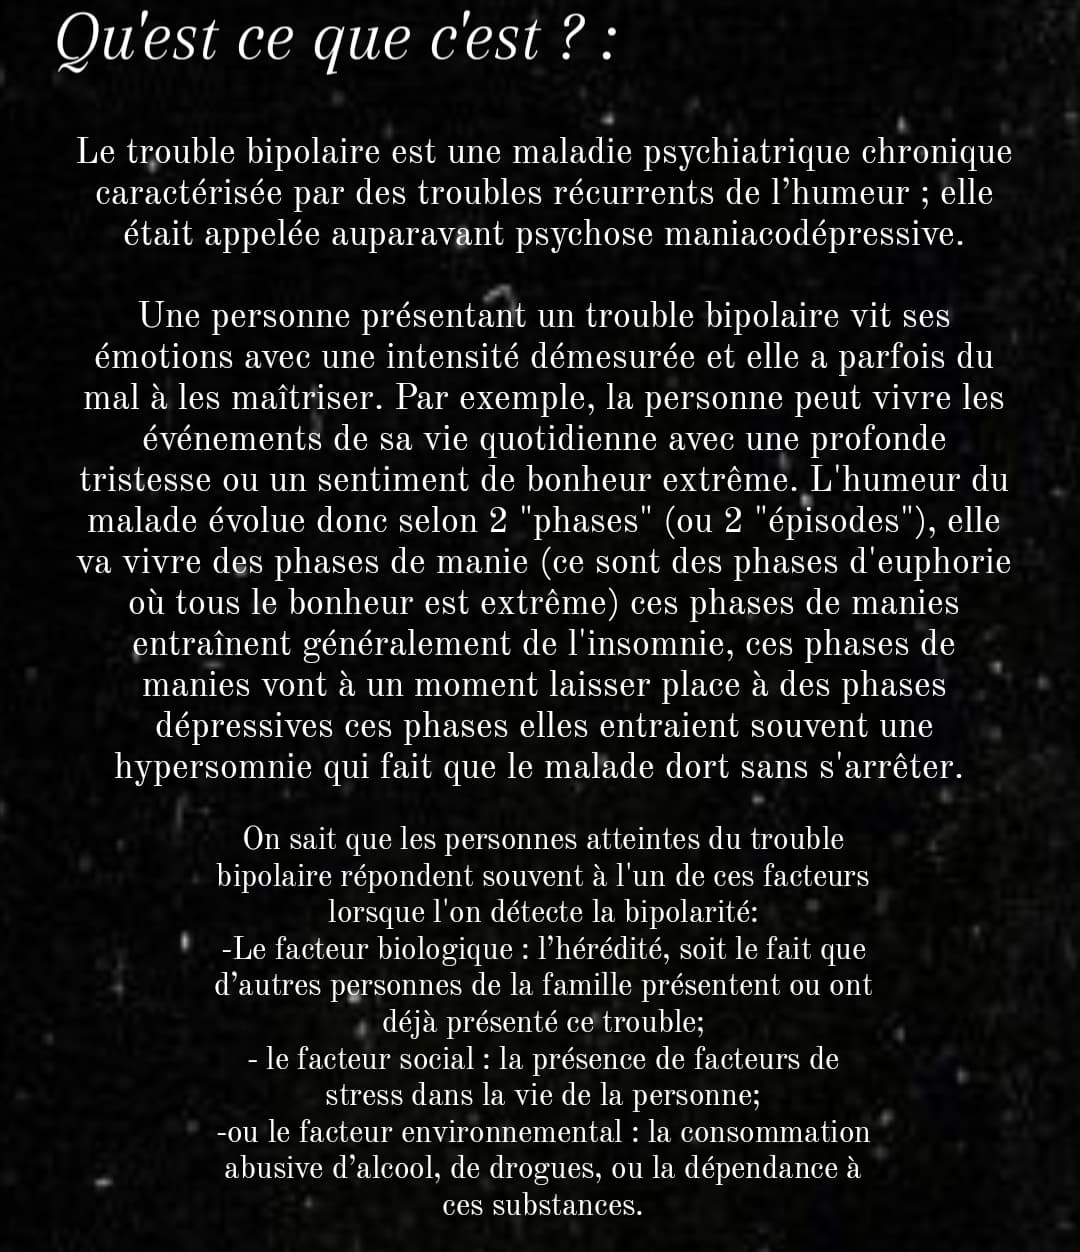 Qu'est ce que c'est ? :
Le trouble bipolaire est une maladie psychiatrique chronique
caractérisée par des troubles récurrents de l’humeur ; elle
était appelée auparavant psychose maniacodépressive.
Une personne présentant un trouble bipolaire vit ses
émotions avec une intensité démesurée et elle a parfois du
mal à les maîtriser. Par exemple, la personne peut vivre les
événements de sa vie quotidienne avec une profonde
tristesse ou un sentiment de bonheur extrême. L'humeur du
malade évolue donc selon 2 "phases" (ou 2 "épisodes"), elle
va vivre des phases de manie (ce sont des phases d'euphorie
où tous le bonheur est extrême) ces phases de manies
entraînent généralement de l'insomnie, ces phases de
manies vont à un moment laisser place à des phases
dépressives ces phases elles entraient souvent une
hypersomnie qui fait que le malade dort sans s'arrêter.
On sait que les personnes atteintes du trouble
bipolaire répondent souvent à l'un de ces facteurs
lorsque l'on détecte la bipolarité:
-Le facteur biologique : l’hérédité, soit le fait que
d’autres personnes de la famille présentent ou ont
déjà présenté ce trouble;
- le facteur social : la présence de facteurs de
stress dans la vie de la personne;
-ou le facteur environnemental : la consommation
abusive d’alcool, de drogues, ou la dépendance à
ces substances.